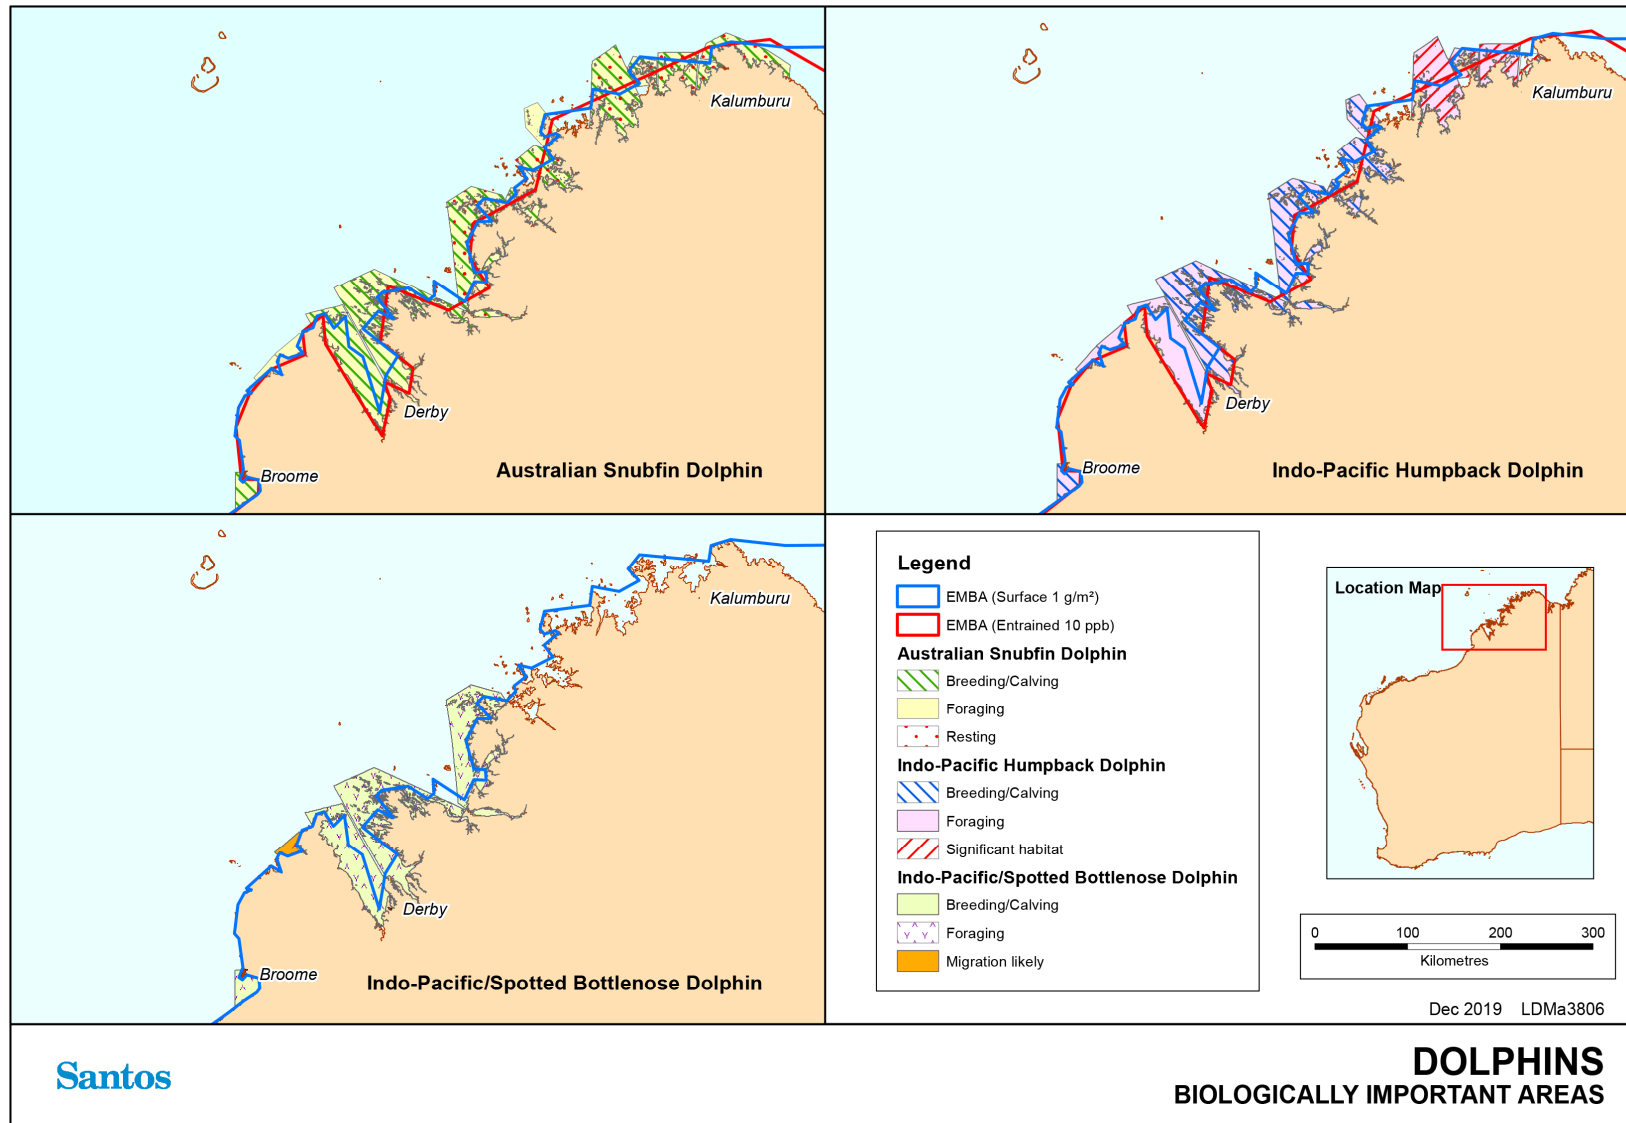 Kalumburu
Derby
Broome
Australian Snubfin Dolphin
Kalumburu
Derby
Broome
Indo-Pacific Humpback Dolphin
Kalumburu
Derby
Broome
Indo-Pacific/Spotted Bottlenose Dolphin
Legend
EMBA (Surface 1 g/m²)
EMBA (Entrained 10 ppb)
Australian Snubfin Dolphin
Breeding/Calving
Foraging
Resting
Indo-Pacific Humpback Dolphin
Breeding/Calving
Foraging
Significant habitat
Indo-Pacific/Spotted Bottlenose Dolphin
Breeding/Calving
Foraging
Migration likely
Location Map
0 100 200 300
Kilometres
Dec 2019 LDMa3806
Santos
DOLPHINS
BIOLOGICALLY IMPORTANT AREAS